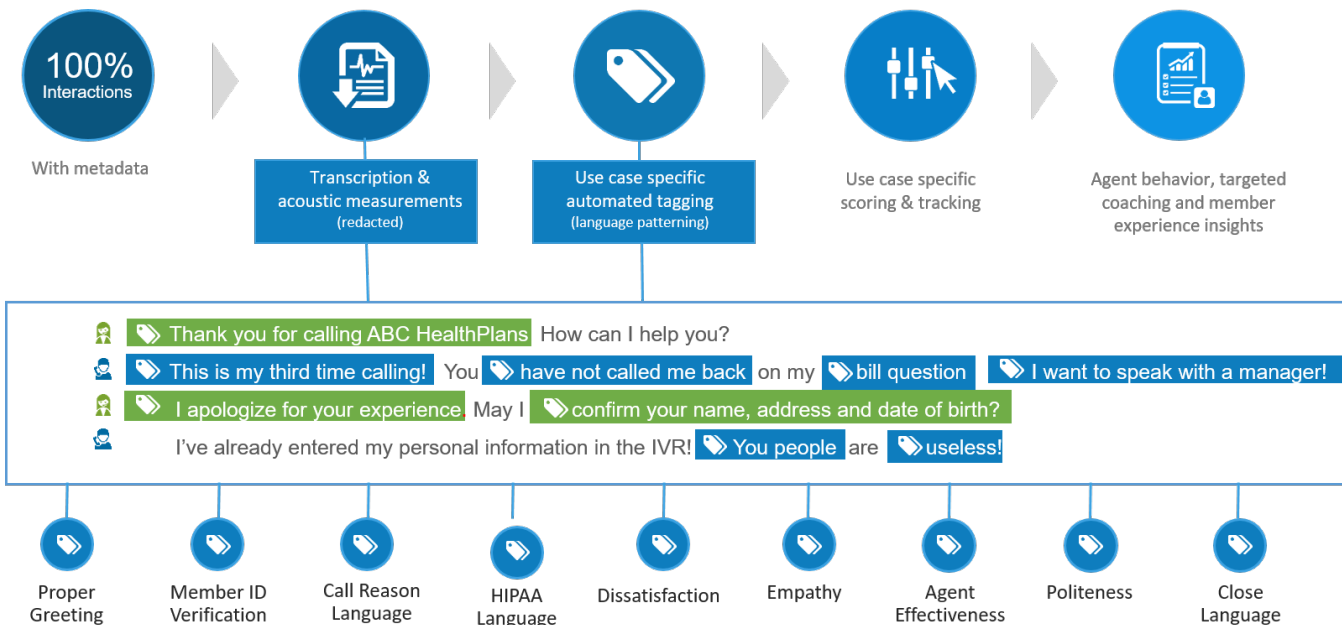 100%
Interactions
With metadata
Transcription &
acoustic measurements
(redacted)
Use case specific
automated tagging
(language patterning)
Use case specific
scoring & tracking
Agent behavior, targeted
coaching and member
experience insights
Thank you for calling ABC HealthPlans How can I help you?
This is my third time calling! You have not called me back on my bill question I want to speak with a manager!
I apologize for your experience. May I confirm your name, address and date of birth?
I've already entered my personal information in the IVR! You people are useless!
Proper
Greeting
Member ID
Verification
Call Reason
Language
HIPAA
Language
Dissatisfaction
Empathy
Agent
Effectiveness
Politeness
Close
Language